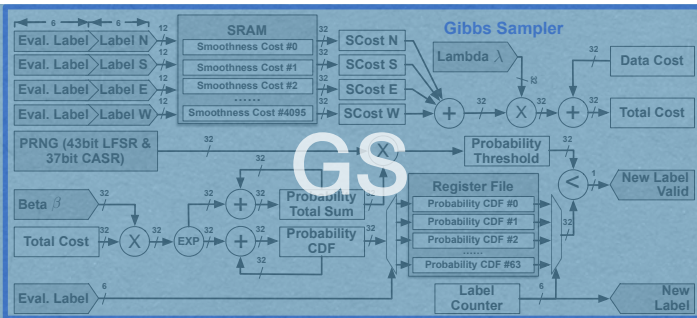 6 6
Gibbs Sampler
SRAM
Eval. Label Label N 12 Smoothness Cost #0 32 SCost N
Eval. Label Label S 12 Smoothness Cost #1 32 SCost S
Eval. Label Label E 12 Smoothness Cost #2 32 SCost E
......
Eval. Label Label W 12 Smoothness Cost #4095 32 SCost W
Lambda λ
32
32 Data Cost
+ 32 X 32 + 32 Total Cost
PRNG (43bit LFSR &
37bit CASR)
32
X
32
Probability
Threshold
32
GS
< 1 New Label
Valid
Beta β
32
Total Cost 32 X 32 EXP
32 + 32 Probability
Total Sum
32
32
32 + 32 Probability
CDF
32
32
Register File
Probability CDF #0
Probability CDF #1
Probability CDF #2
......
Probability CDF #63
32
Eval. Label 6
Label
Counter
6
New
Label